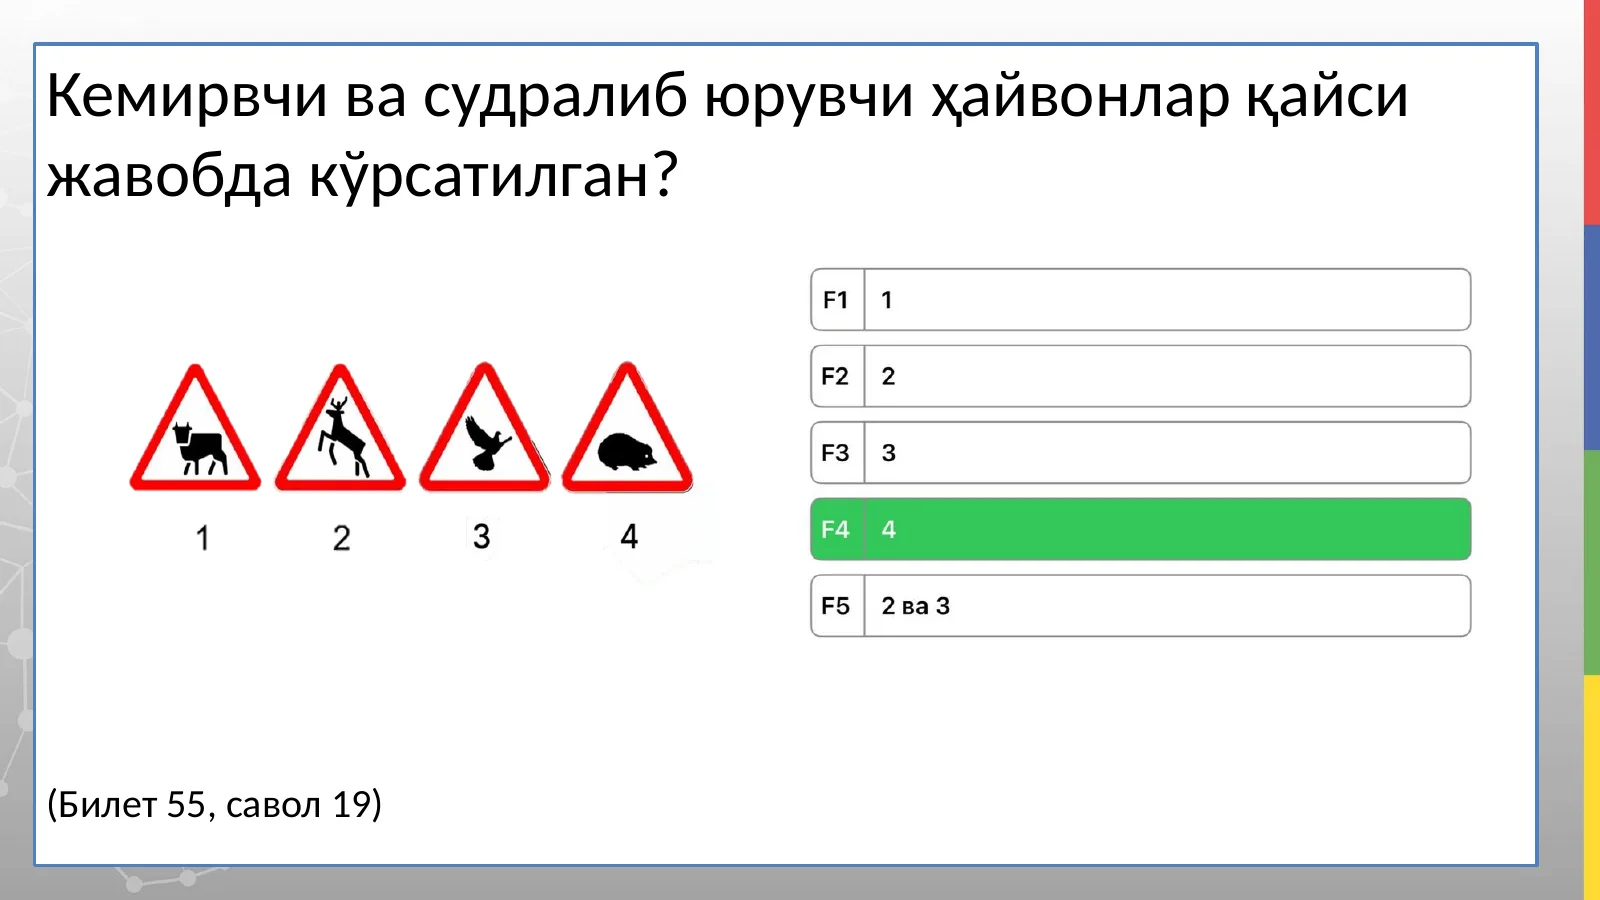 Кемирвчи ва судралиб юрувчи ҳайвонлар қайси
жавобда кўрсатилган?
1 2 3 4
F1 1
F2 2
F3 3
F4 4
F5 2 ва 3
(Билет 55, савол 19)